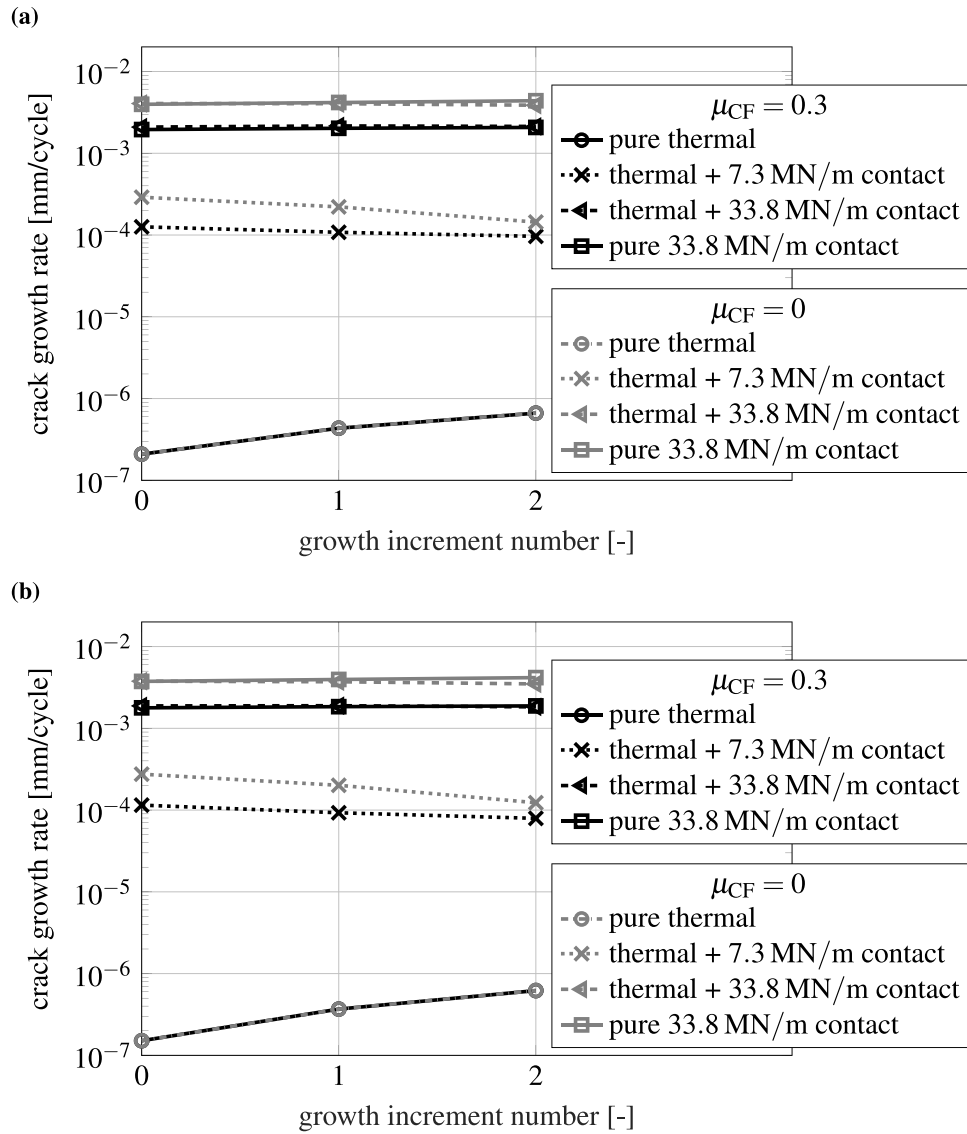 (a)
crack growth rate [mm/cycle]
10⁻²
10⁻³
10⁻⁴
10⁻⁵
10⁻⁶
10⁻⁷
0 1 2
growth increment number [-]
μCF = 0.3
pure thermal
thermal + 7.3 MN/m contact
thermal + 33.8 MN/m contact
pure 33.8 MN/m contact
μCF = 0
pure thermal
thermal + 7.3 MN/m contact
thermal + 33.8 MN/m contact
pure 33.8 MN/m contact
(b)
crack growth rate [mm/cycle]
10⁻²
10⁻³
10⁻⁴
10⁻⁵
10⁻⁶
10⁻⁷
0 1 2
growth increment number [-]
μCF = 0.3
pure thermal
thermal + 7.3 MN/m contact
thermal + 33.8 MN/m contact
pure 33.8 MN/m contact
μCF = 0
pure thermal
thermal + 7.3 MN/m contact
thermal + 33.8 MN/m contact
pure 33.8 MN/m contact